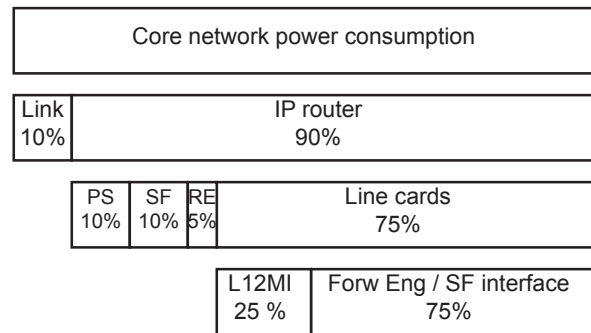 Core network power consumption
Link IP router
10% 90%
PS SF RE Line cards
10% 10% 5% 75%
L12MI Forw Eng / SF interface
25 % 75%